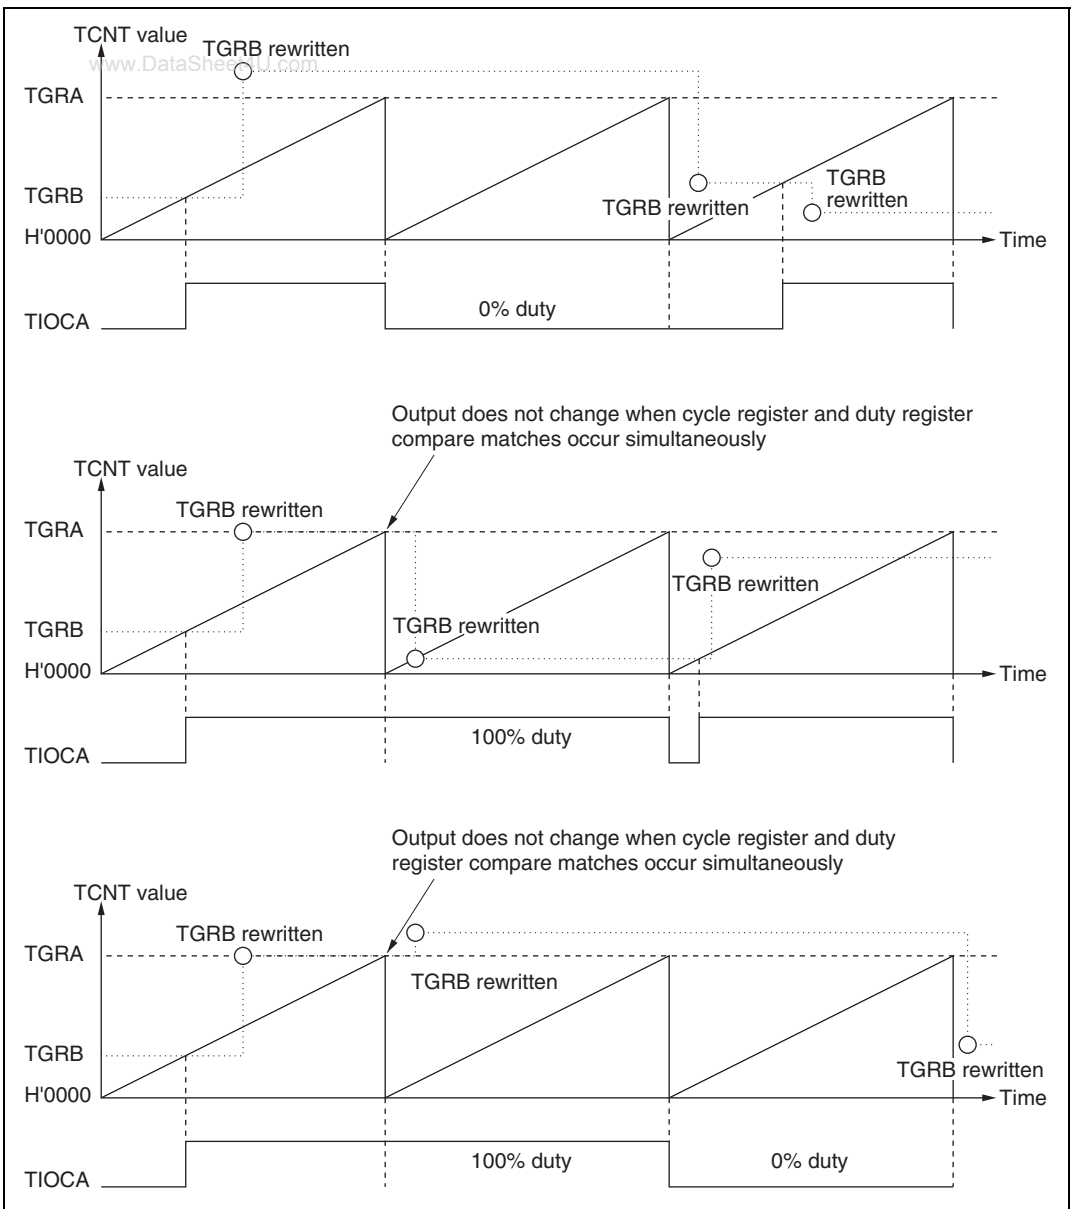 TCNT value
TGRB rewritten
www.DataSheet4U.com
TGRA
TGRB
rewritten
TGRB
TGRB rewritten
H'0000
Time
0% duty
TIOCA
Output does not change when cycle register and duty register
compare matches occur simultaneously
TCNT value
TGRB rewritten
TGRA
TGRB rewritten
TGRB
TGRB rewritten
H'0000
Time
100% duty
TIOCA
Output does not change when cycle register and duty
register compare matches occur simultaneously
TCNT value
TGRB rewritten
TGRA
TGRB rewritten
TGRB
TGRB rewritten
H'0000
Time
100% duty
0% duty
TIOCA